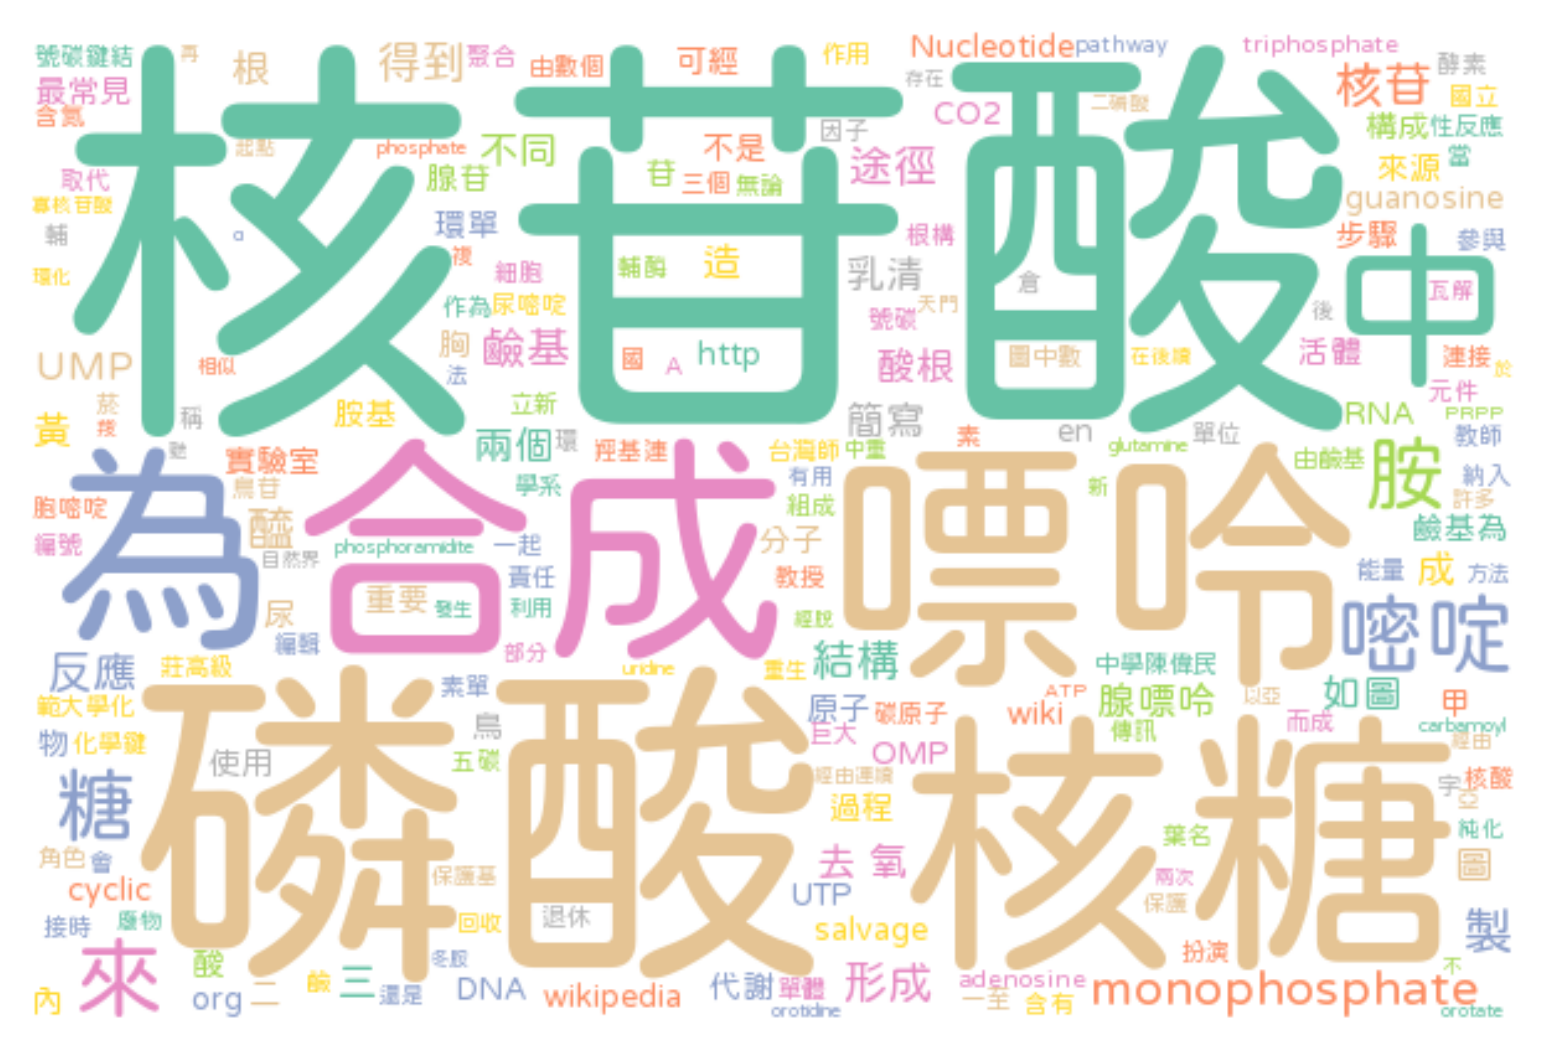 核苷酸
中
為
合成
嘌呤
嘧啶
磷酸
核糖
號碳鍵結
再
根
得到
聚合
由數個
可經
作用
Nucleotide
pathway
triphosphate
最常見
存在
核苷
酵素
含氮
CO2
二磷酸
國立
起點
phosphate
不同
不是
因子
構成
性反應
取代
腺苷
苷
三個
無論
途徑
來源
當
寡核苷酸
guanosine
輔
a
環單
根構
步驟
參與
環化
複
細胞
輔酶
造
乳清
倉
瓦解
作為
尿嘧啶
天門
號碳
後
UMP
相似
胸
鹼基
國
A
http
酸根
圖中數
在後續
活體
連接
法
於
元件
菸
黃
稱
胺基
立新
簡寫
RNA
PRPP
羥基連
兩個
環
台灣師
中重
素
en
glutamine
單位
教師
實驗室
鳥苷
學系
有用
由鹼基
胺
納入
胞嘧啶
組成
新
許多
醯
編號
自然界
phosphoramidite
一起
分子
鹼基為
責任
教授
能量
成
方法
尿
重要
發生
利用
經脫
編輯
部分
反應
莊高級
uridine
重生
結構
中學陳偉民
範大學化
素單
原子
碳原子
wiki
ATP
腺嘌呤
以亞
如圖
甲
物
化學鍵
鳥
巨大
傳訊
而成
carbamoyl
使用
五碳
OMP
經由
糖
經由連續
過程
字
核酸
亞
葉名
純化
角色
會
去
氧
cyclic
保護基
UTP
兩次
圖
接時
廢物
退休
回收
salvage
保護
製
來
酸
冬服
扮演
不
內
org
二
鹼
三
還是
DNA
wikipedia
代謝
單體
形成
adenosine
monophosphate
orotidine
一至
含有
orotate